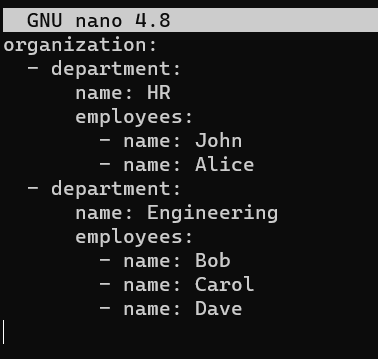 GNU nano 4.8
organization:
  - department:
      name: HR
      employees:
        - name: John
        - name: Alice
  - department:
      name: Engineering
      employees:
        - name: Bob
        - name: Carol
        - name: Dave